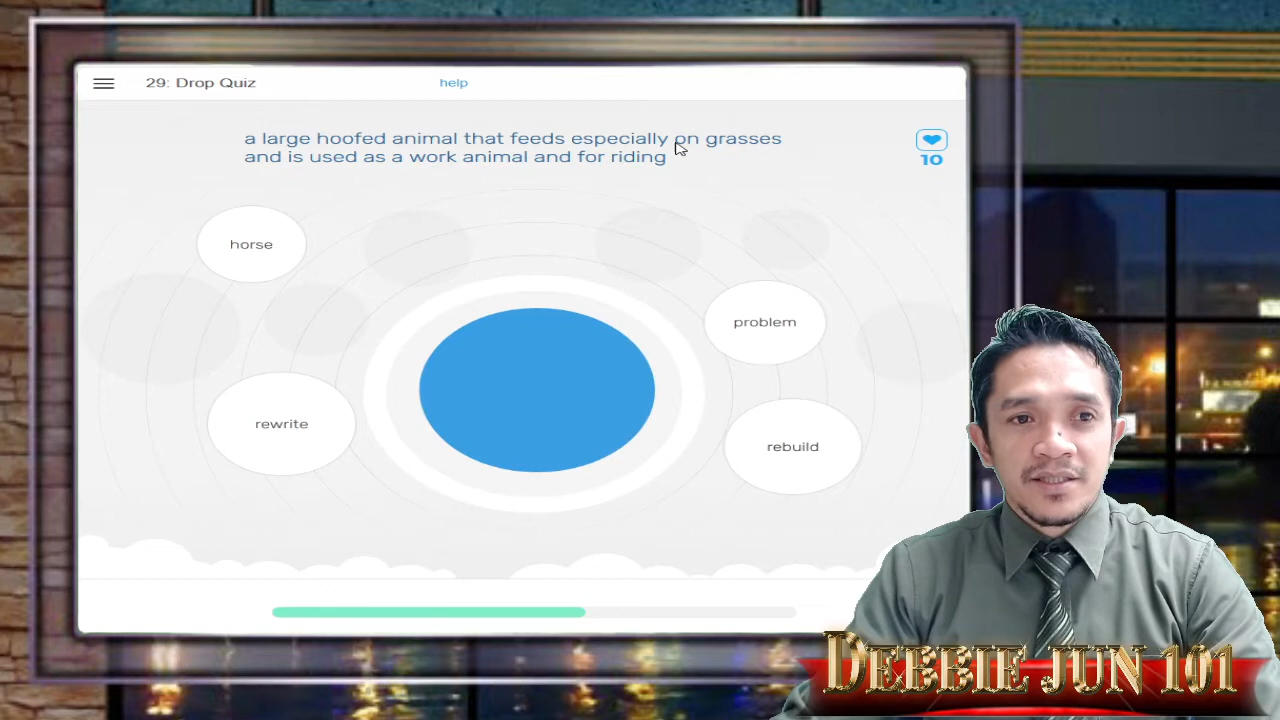 29: Drop Quiz
help
a large hoofed animal that feeds especially on grasses
and is used as a work animal and for riding
10
horse
problem
rewrite
rebuild
DEBBIE JUN 101